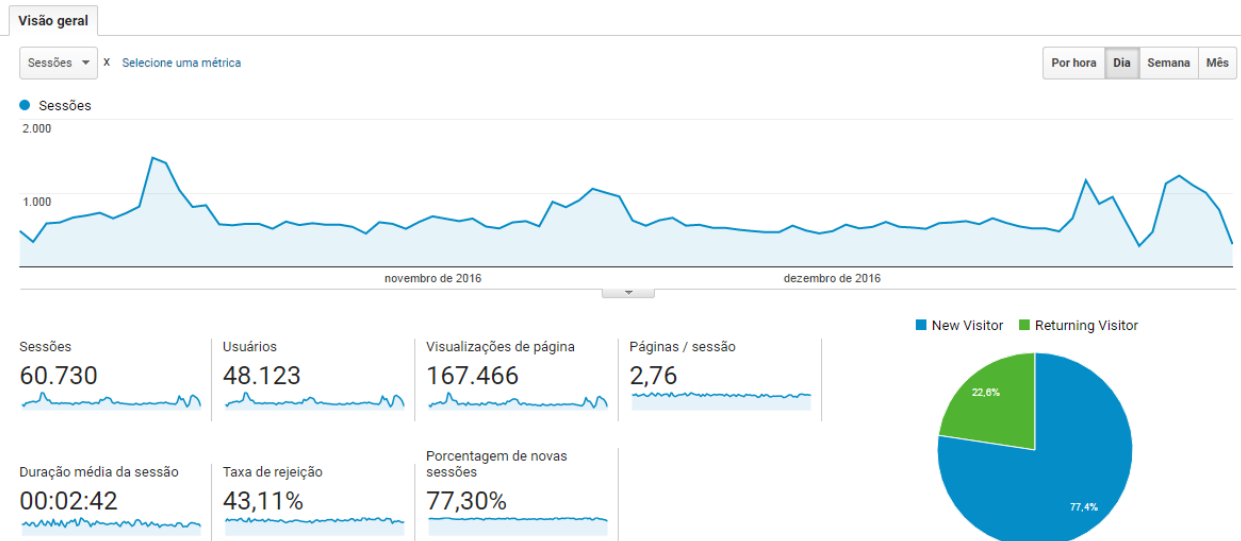 Visão geral
Sessões x Selecione uma métrica
Por hora Dia Semana Mês
Sessões
2.000
1.000
novembro de 2016 dezembro de 2016
New Visitor Returning Visitor
Sessões
60.730
Usuários
48.123
Visualizações de página
167.466
Páginas / sessão
2,76
Duração média da sessão
00:02:42
Taxa de rejeição
43,11%
Porcentagem de novas
sessões
77,30%
22,6%
77,4%